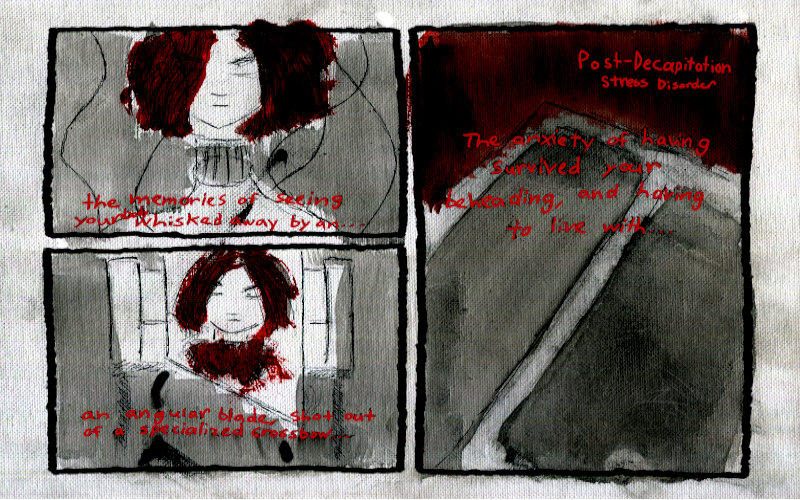 the memories of seeing
your body whisked away by an...
an angular blade, shot out
of a specialized crossbow...
Post-Decapitation
Stress Disorder
The anxiety of having
survived your
beheading, and having
to live with...